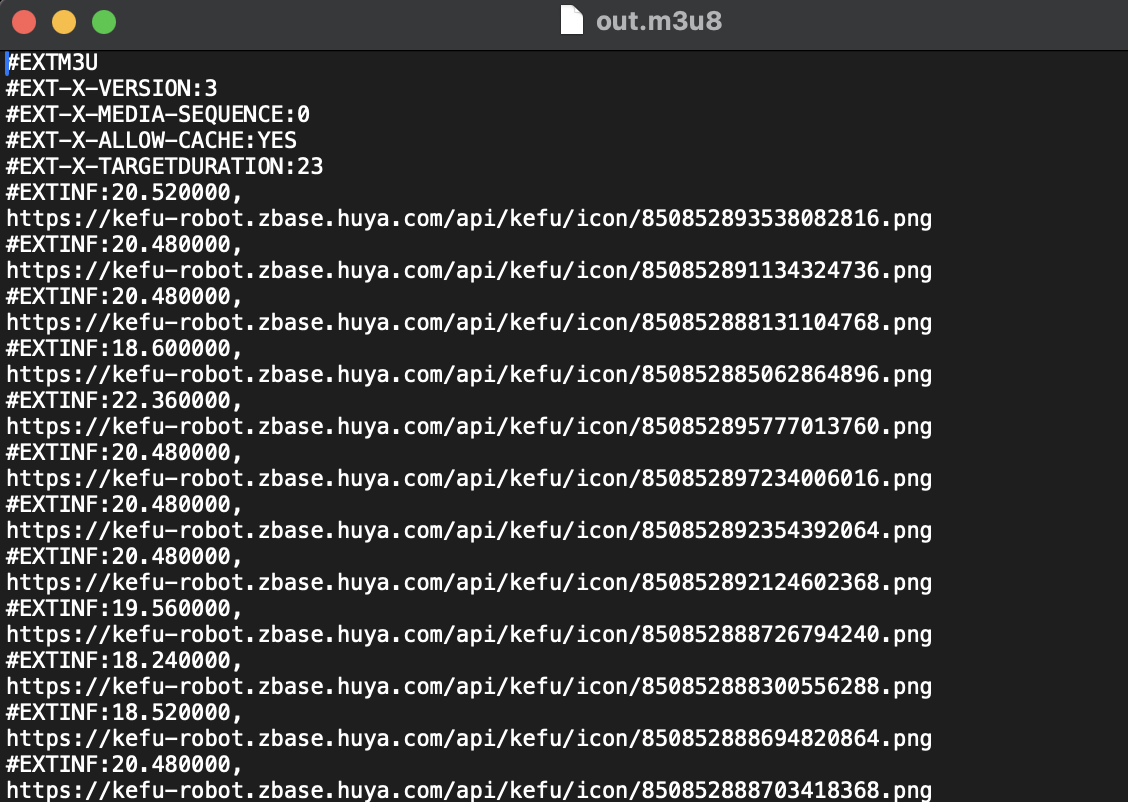 out.m3u8
#EXTM3U
#EXT-X-VERSION:3
#EXT-X-MEDIA-SEQUENCE:0
#EXT-X-ALLOW-CACHE:YES
#EXT-X-TARGETDURATION:23
#EXTINF:20.520000,
https://kefu-robot.zbase.huya.com/api/kefu/icon/850852893538082816.png
#EXTINF:20.480000,
https://kefu-robot.zbase.huya.com/api/kefu/icon/850852891134324736.png
#EXTINF:20.480000,
https://kefu-robot.zbase.huya.com/api/kefu/icon/850852888131104768.png
#EXTINF:18.600000,
https://kefu-robot.zbase.huya.com/api/kefu/icon/850852885062864896.png
#EXTINF:22.360000,
https://kefu-robot.zbase.huya.com/api/kefu/icon/850852895777013760.png
#EXTINF:20.480000,
https://kefu-robot.zbase.huya.com/api/kefu/icon/850852897234006016.png
#EXTINF:20.480000,
https://kefu-robot.zbase.huya.com/api/kefu/icon/850852892354392064.png
#EXTINF:20.480000,
https://kefu-robot.zbase.huya.com/api/kefu/icon/850852892124602368.png
#EXTINF:19.560000,
https://kefu-robot.zbase.huya.com/api/kefu/icon/850852888726794240.png
#EXTINF:18.240000,
https://kefu-robot.zbase.huya.com/api/kefu/icon/850852888300556288.png
#EXTINF:18.520000,
https://kefu-robot.zbase.huya.com/api/kefu/icon/850852888694820864.png
#EXTINF:20.480000,
https://kefu-robot.zbase.huya.com/api/kefu/icon/850852888703418368.png